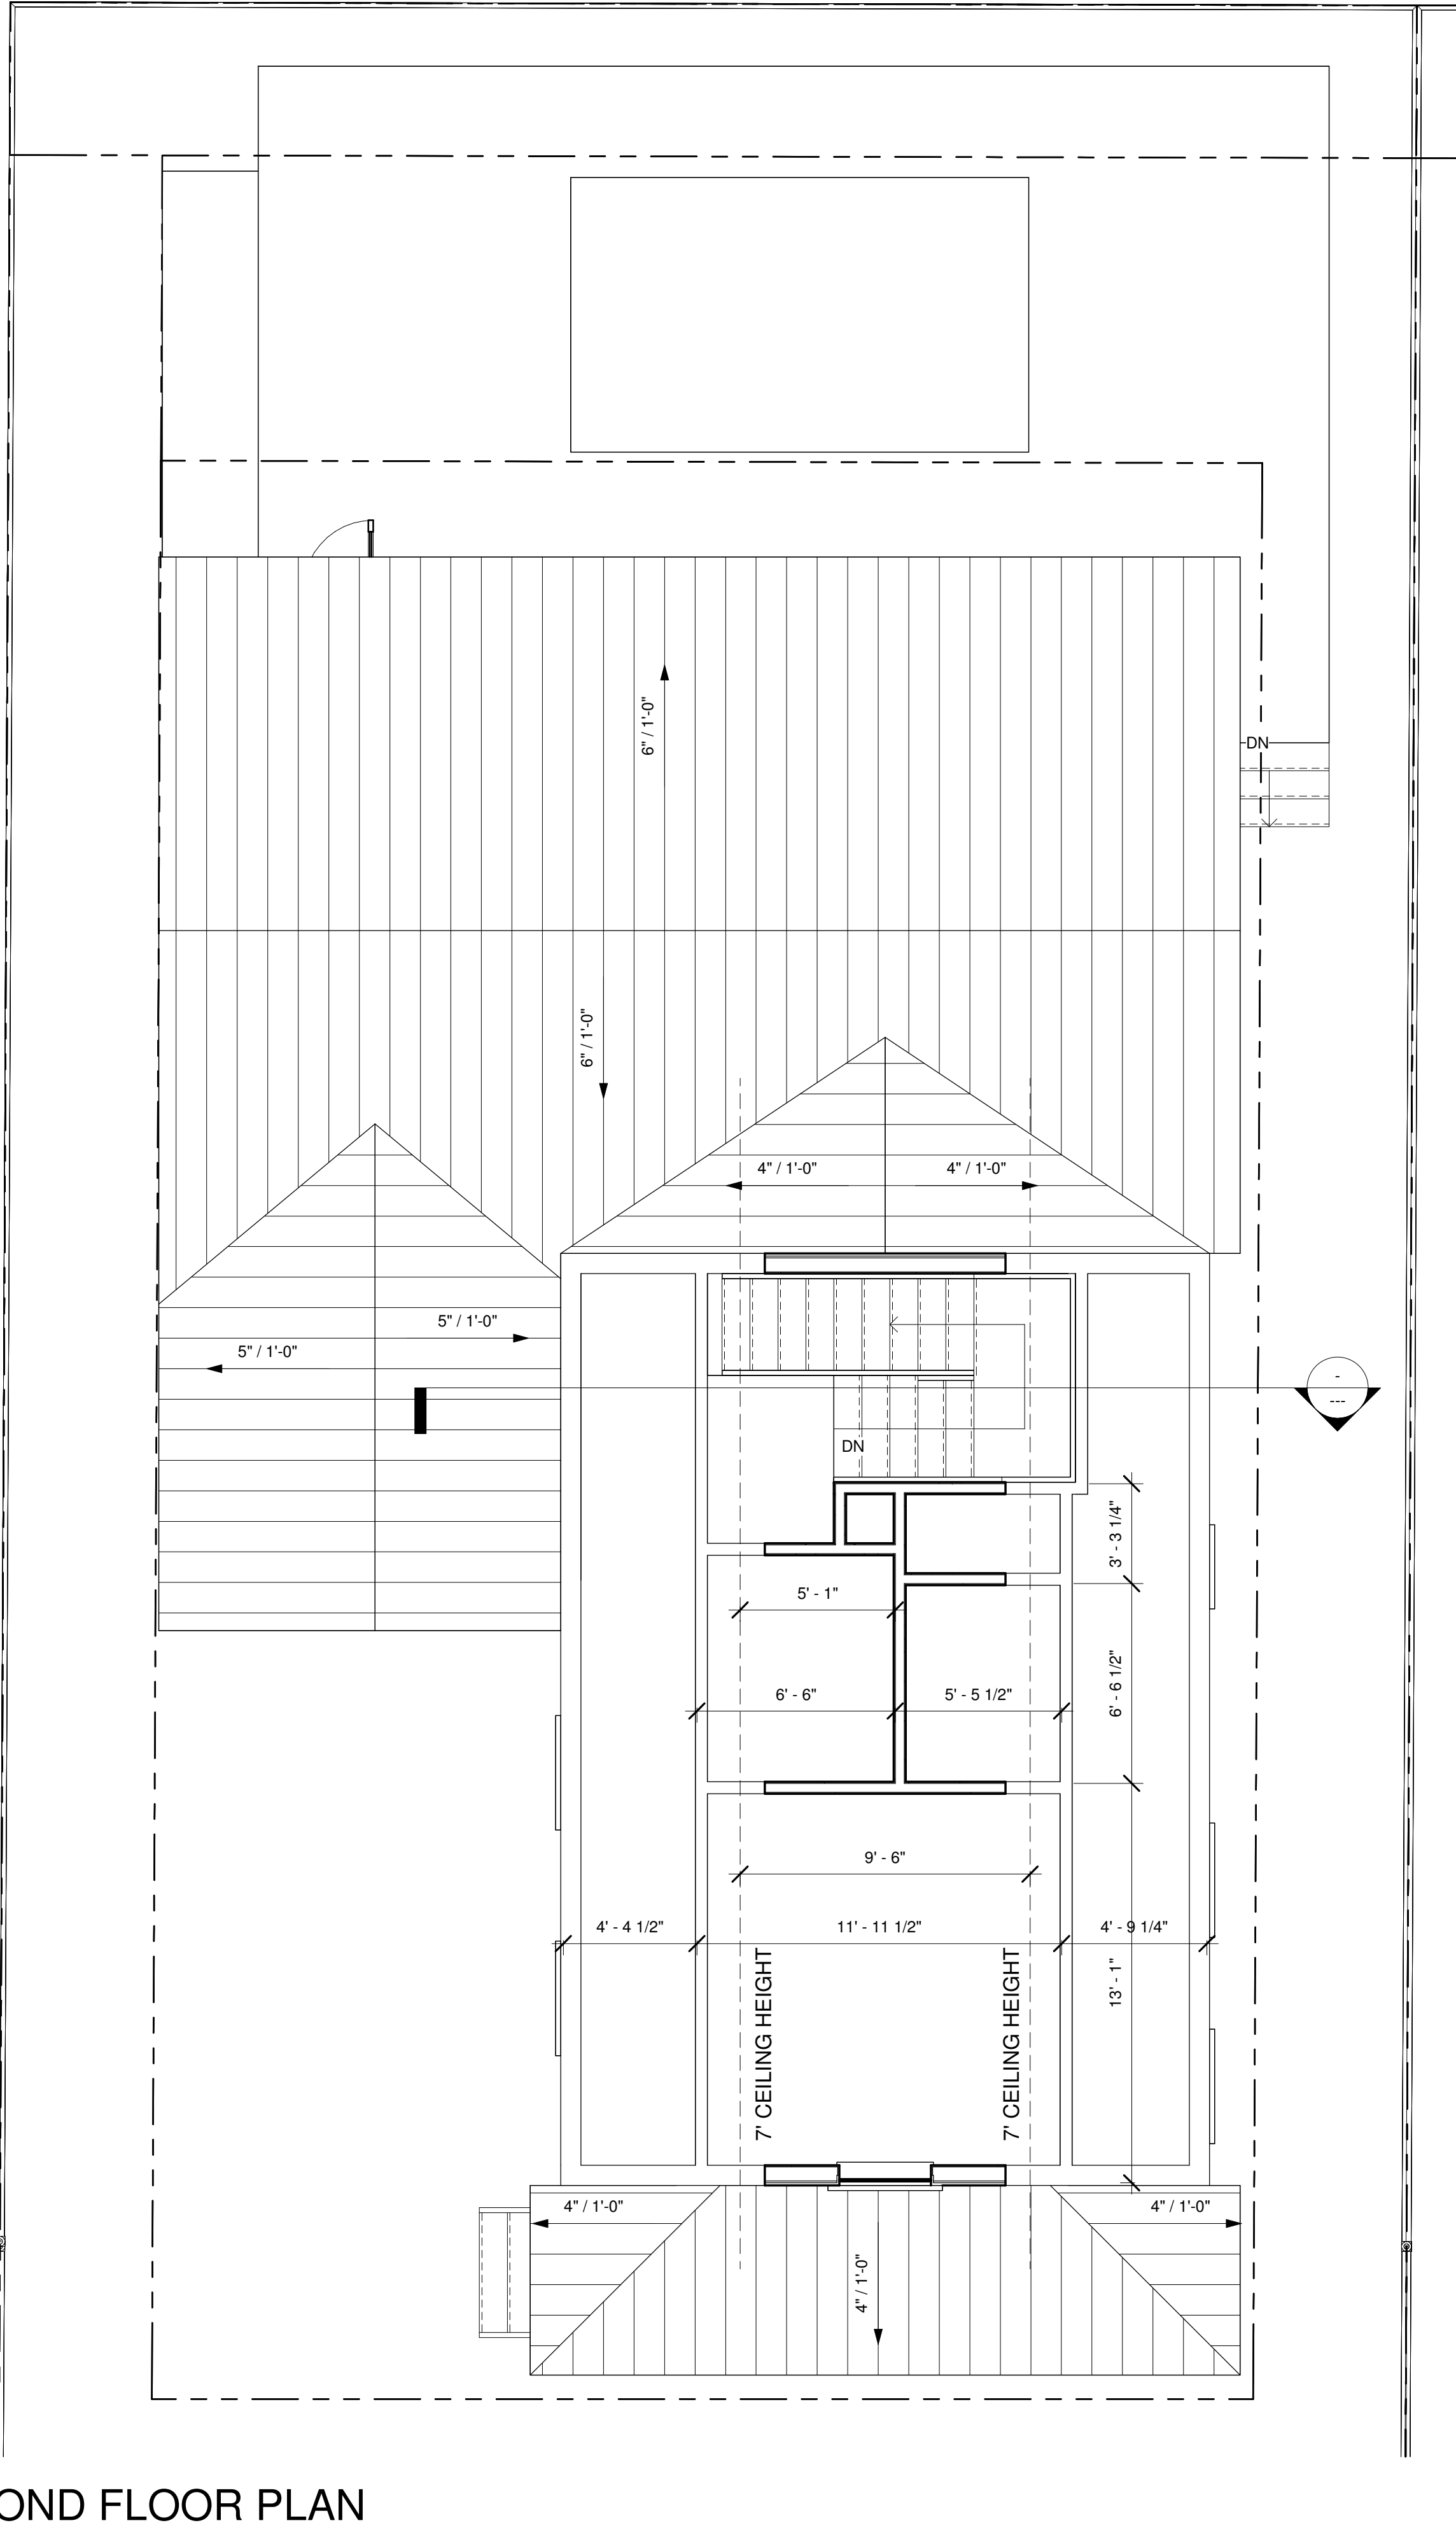 6" / 1'-0"
DN
6" / 1'-0"
4" / 1'-0"
4" / 1'-0"
5" / 1'-0"
5" / 1'-0"
-
---
DN
3' - 3 1/4"
5' - 1"
6' - 6"
5' - 5 1/2"
6' - 6 1/2"
9' - 6"
4' - 4 1/2"
11' - 11 1/2"
4' - 9 1/4"
13' - 1"
7' CEILING HEIGHT
7' CEILING HEIGHT
4" / 1'-0"
4" / 1'-0"
4" / 1'-0"
OND FLOOR PLAN